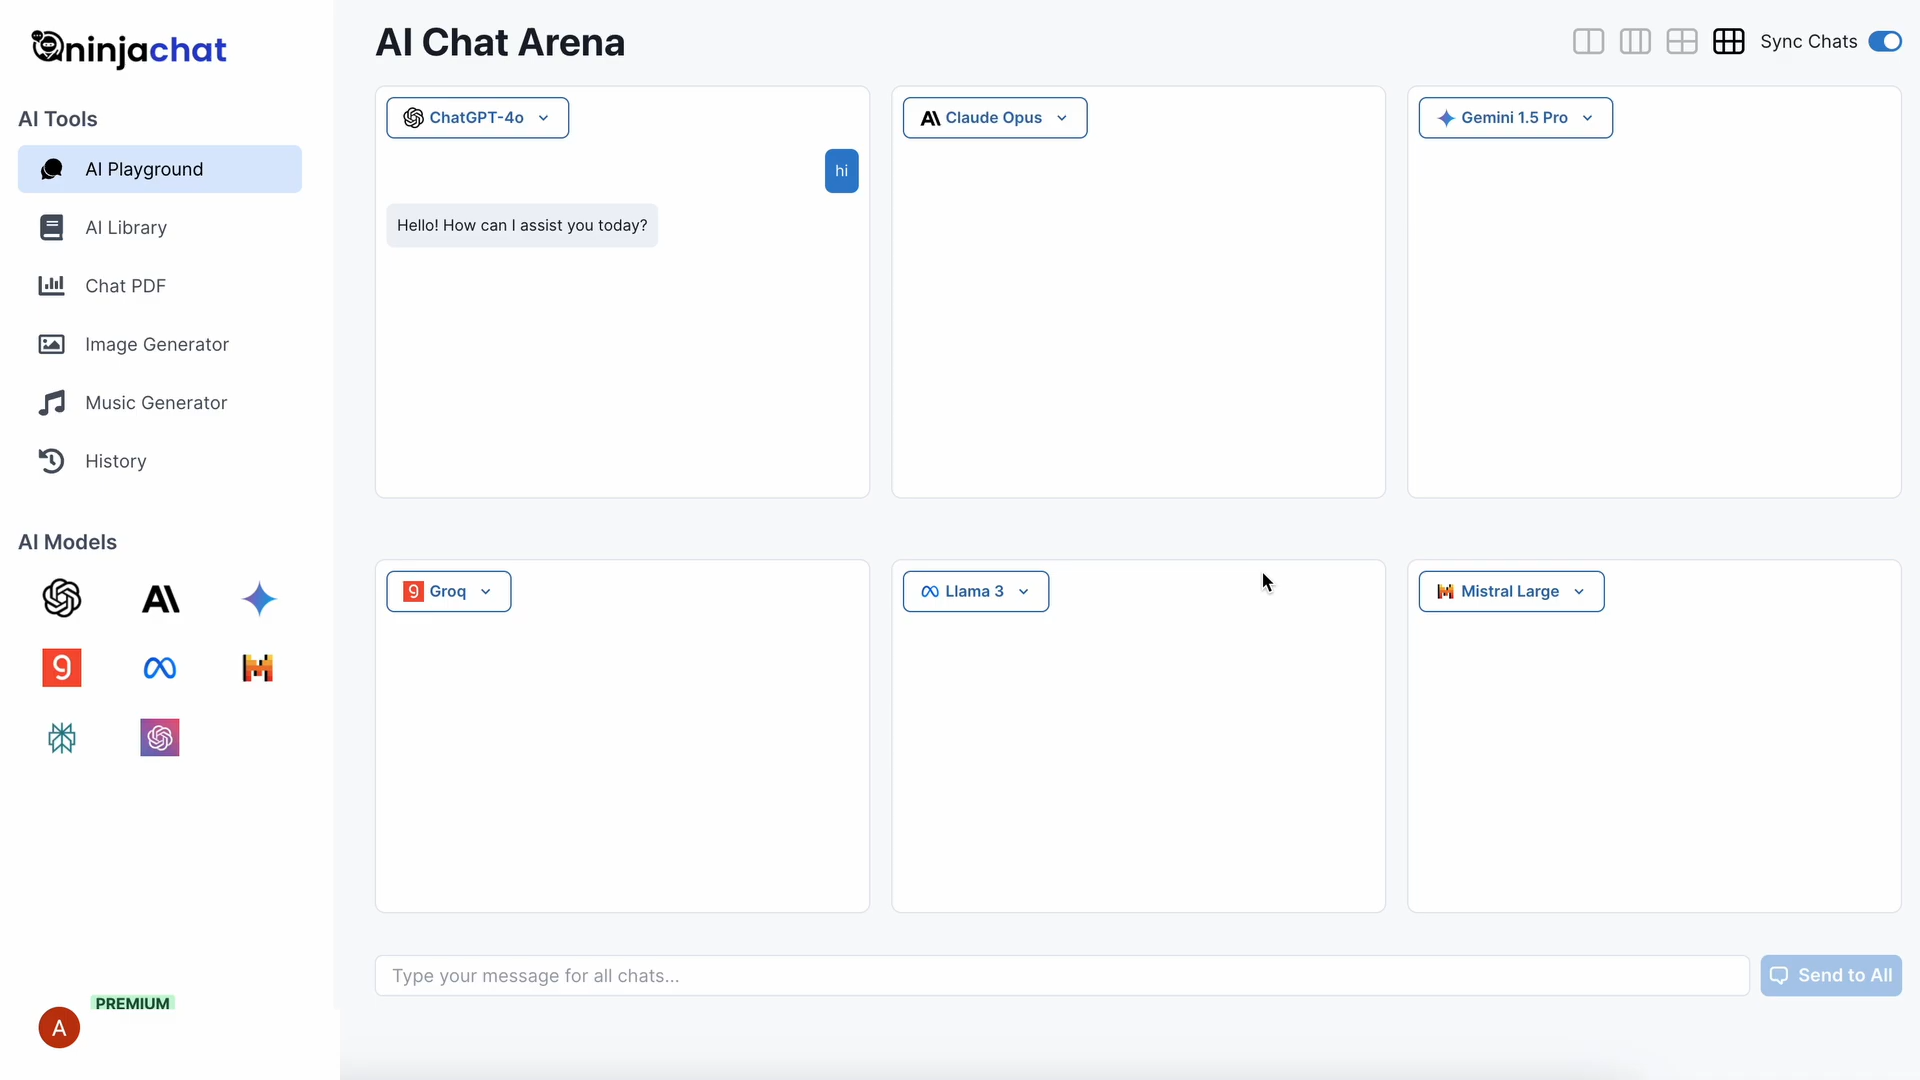 ninjachat
AI Tools
AI Playground
AI Library
Chat PDF
Image Generator
Music Generator
History
AI Models
PREMIUM
A
AI Chat Arena
Sync Chats
ChatGPT-4o
hi
Hello! How can I assist you today?
Claude Opus
Gemini 1.5 Pro
Groq
Llama 3
Mistral Large
Type your message for all chats...
Send to All